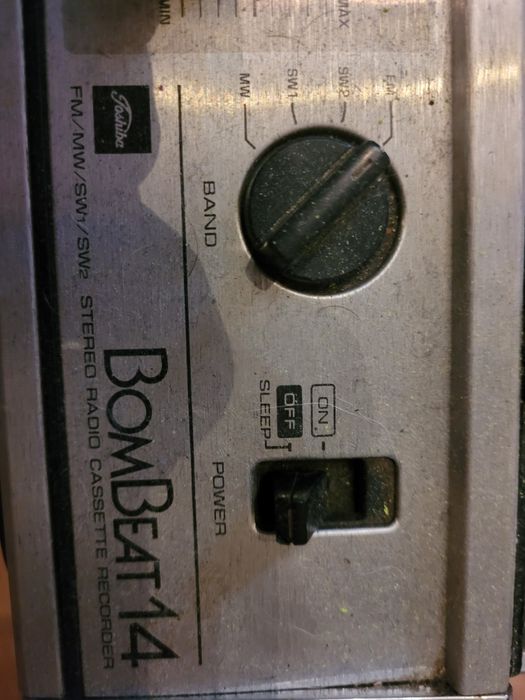 MIN
MAX
MW
SW1
SW2
FM
BAND
ON
OFF
SLEEP
POWER
Toshiba
FM/MW/SW1/SW2 STEREO RADIO CASSETTE RECORDER
BOMBEAT 14